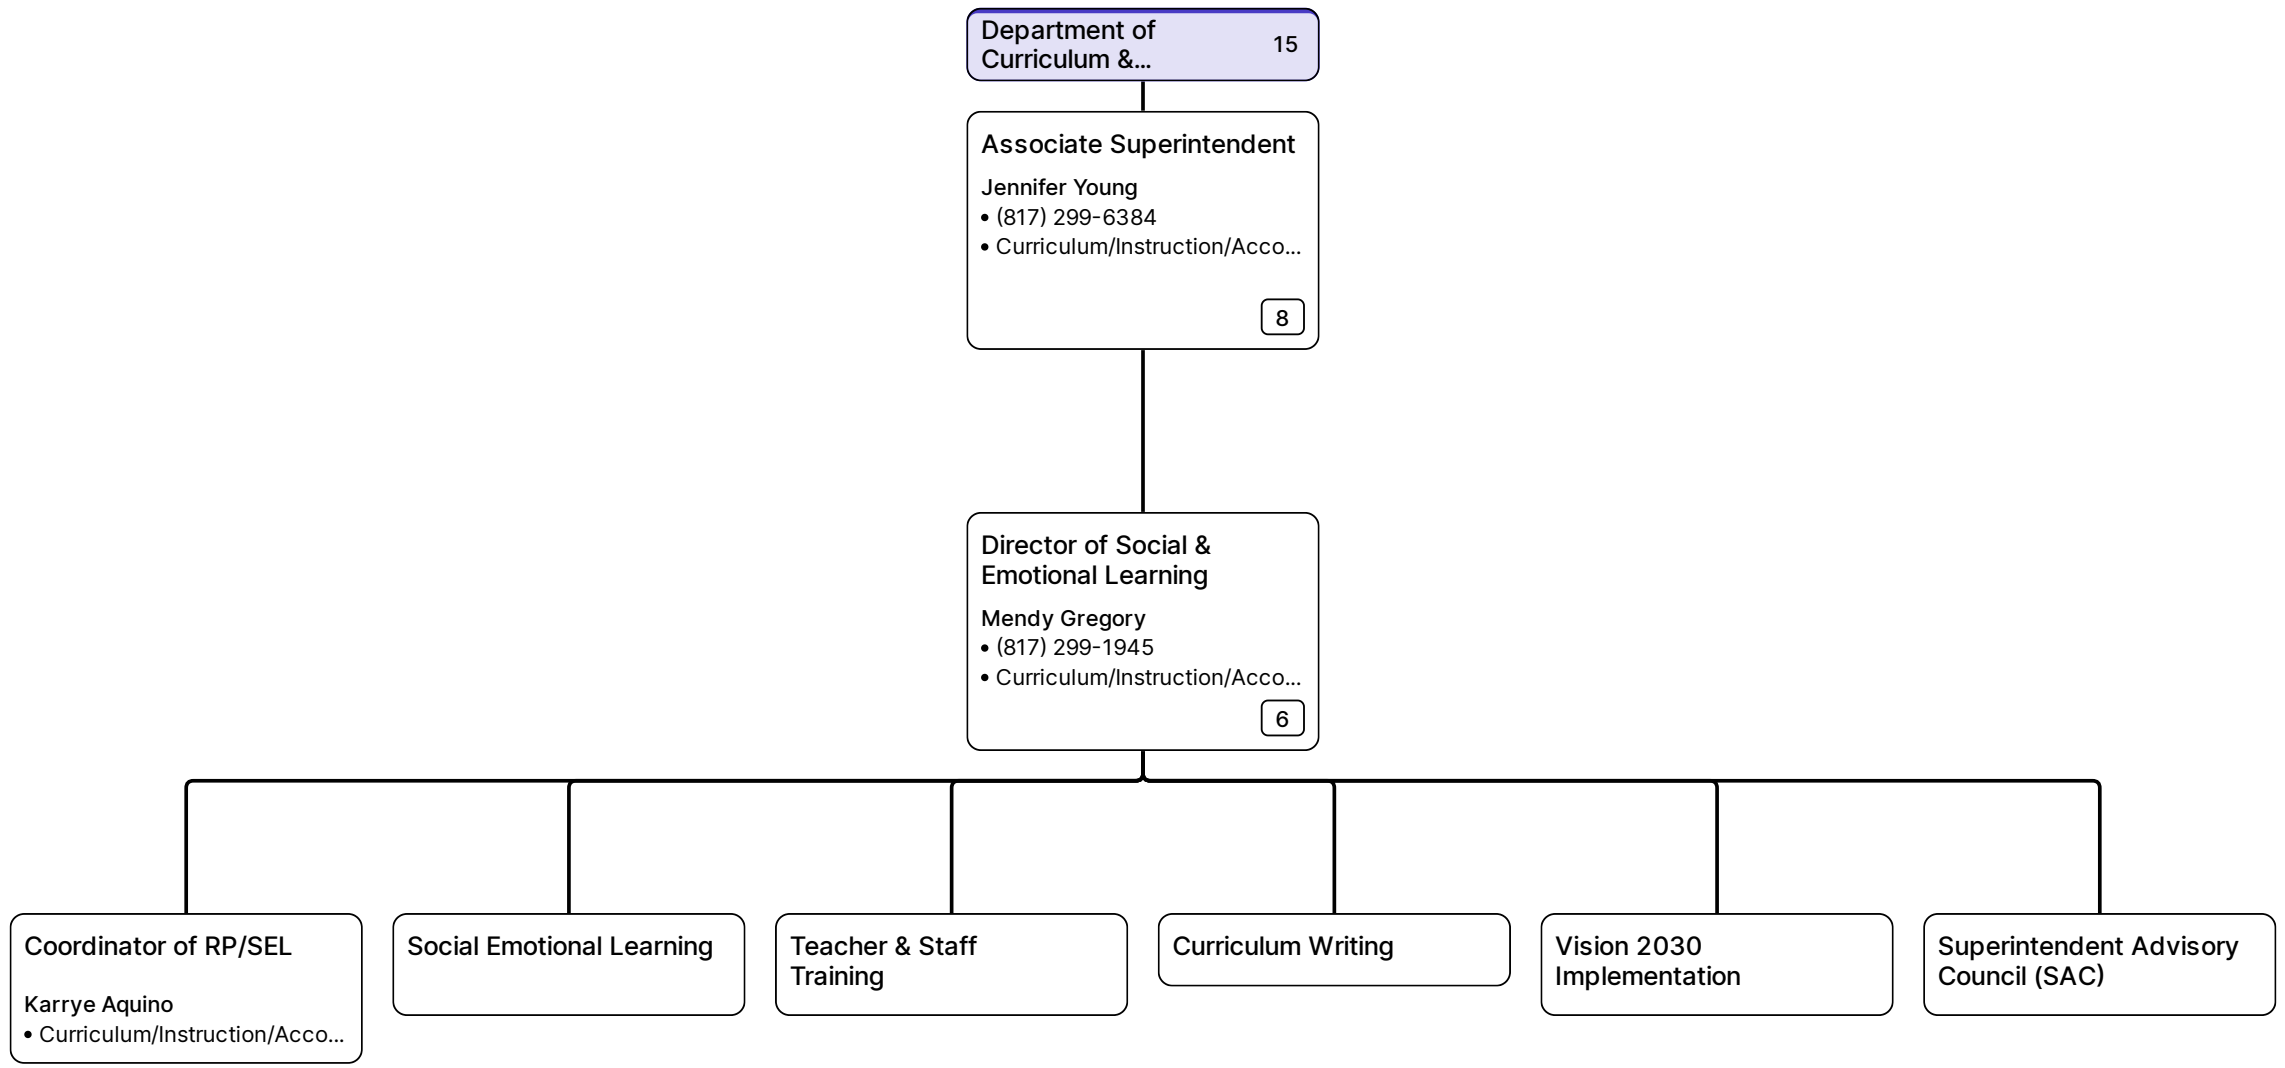 Department of
Curriculum &...
15
Associate Superintendent
Jennifer Young
• (817) 299-6384
• Curriculum/Instruction/Acco...
8
Director of Social &
Emotional Learning
Mendy Gregory
• (817) 299-1945
• Curriculum/Instruction/Acco...
6
Coordinator of RP/SEL
Karrye Aquino
• Curriculum/Instruction/Acco...
Social Emotional Learning
Teacher & Staff
Training
Curriculum Writing
Vision 2030
Implementation
Superintendent Advisory
Council (SAC)